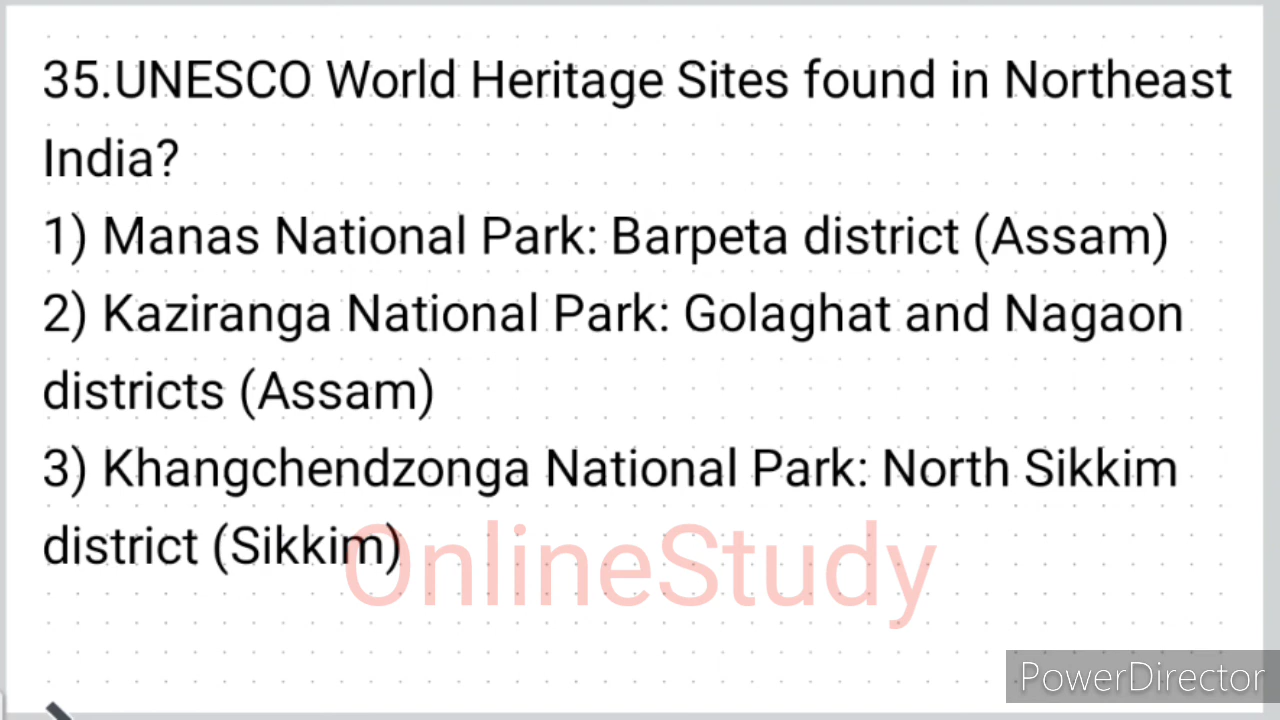 35.UNESCO World Heritage Sites found in Northeast
India?
1) Manas National Park: Barpeta district (Assam)
2) Kaziranga National Park: Golaghat and Nagaon
districts (Assam)
3) Khangchendzonga National Park: North Sikkim
district (Sikkim)
OnlineStudy
PowerDirector